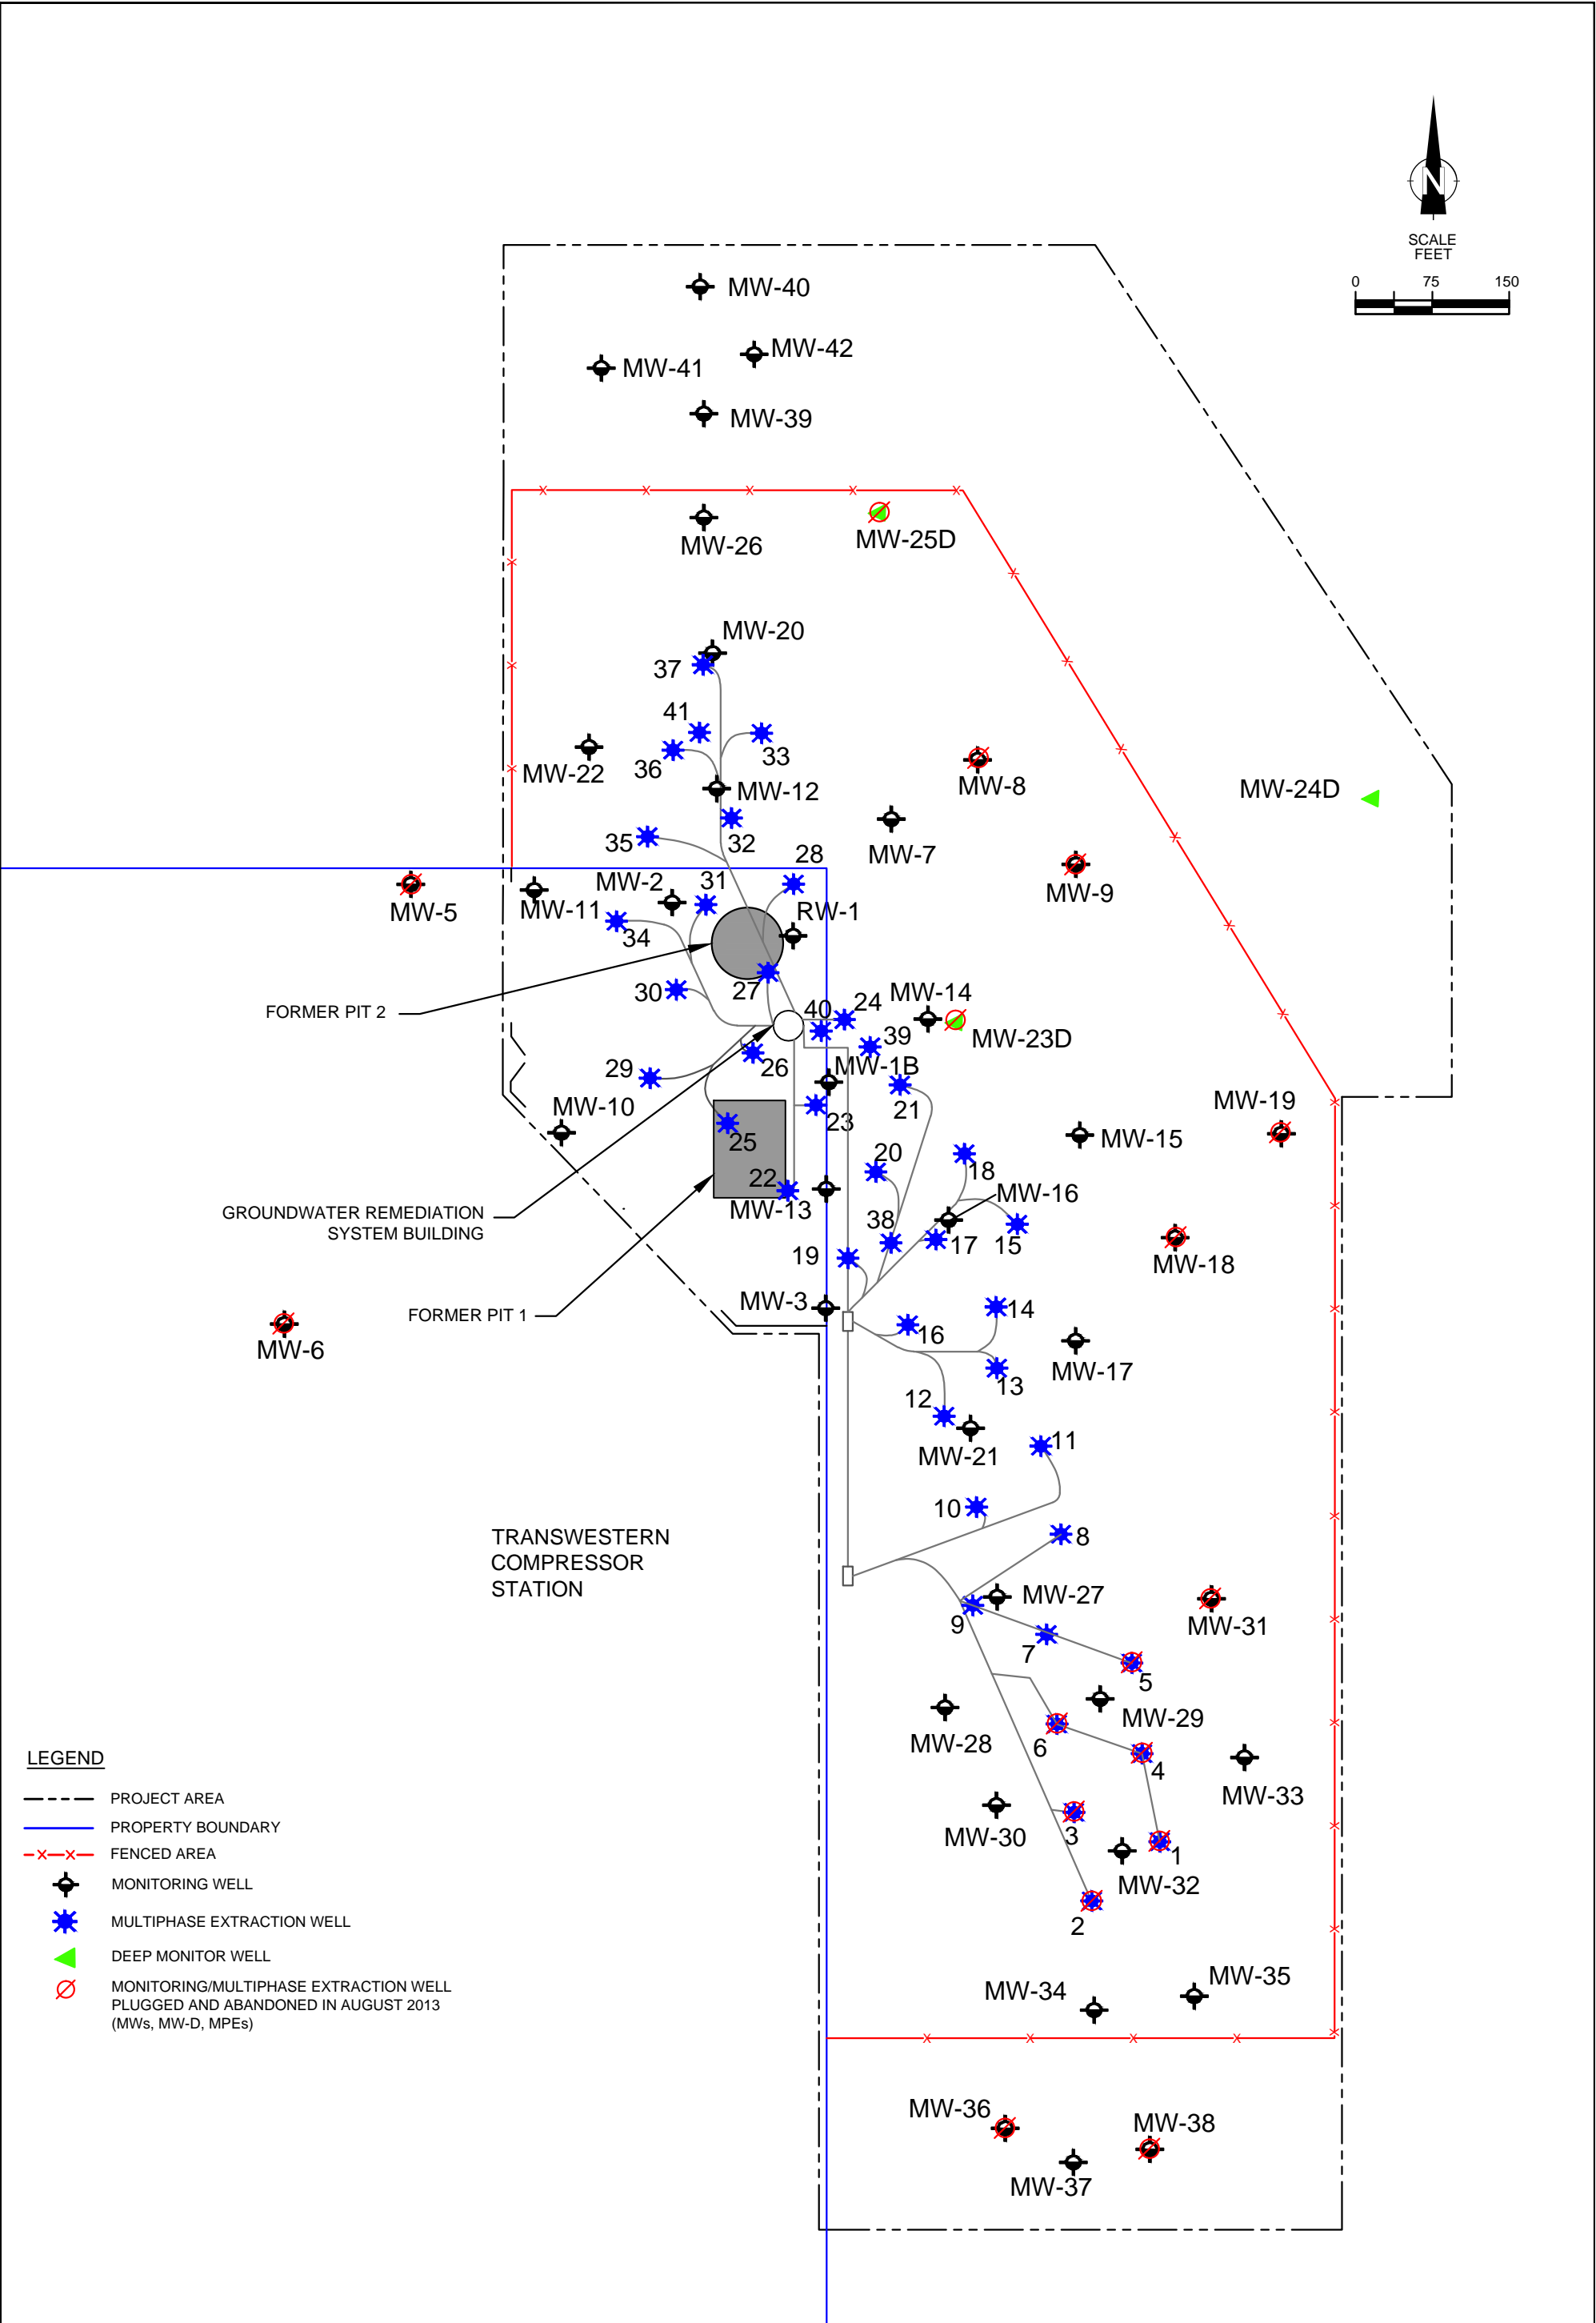 N
SCALE
FEET
0 75 150
MW-40
MW-42
MW-41
MW-39
MW-26
MW-25D
MW-20
37
41
33
36
MW-22
MW-8
MW-24D
MW-12
32
35
MW-7
28
MW-9
MW-2
31
MW-5
MW-11
RW-1
34
27
30
FORMER PIT 2
40
24
MW-14
39
MW-23D
26
MW-1B
29
21
MW-10
23
MW-19
25
MW-15
20
18
22
MW-16
MW-13
GROUNDWATER REMEDIATION
SYSTEM BUILDING
38
17
15
19
MW-18
MW-3
14
FORMER PIT 1
16
MW-6
MW-17
13
12
MW-21
11
10
TRANSWESTERN
COMPRESSOR
STATION
8
MW-27
9
MW-31
7
5
MW-29
MW-28
6
4
MW-33
MW-30
3
1
MW-32
2
MW-34
MW-35
MW-36
MW-38
MW-37
LEGEND
PROJECT AREA
PROPERTY BOUNDARY
FENCED AREA
MONITORING WELL
MULTIPHASE EXTRACTION WELL
DEEP MONITOR WELL
MONITORING/MULTIPHASE EXTRACTION WELL
PLUGGED AND ABANDONED IN AUGUST 2013
(MWs, MW-D, MPEs)